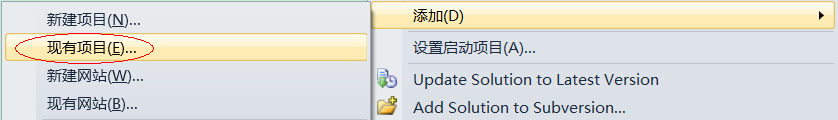 新建项目(N)...
现有项目(E)...
新建网站(W)...
现有网站(B)...
添加(D)
设置启动项目(A)...
Update Solution to Latest Version
Add Solution to Subversion...